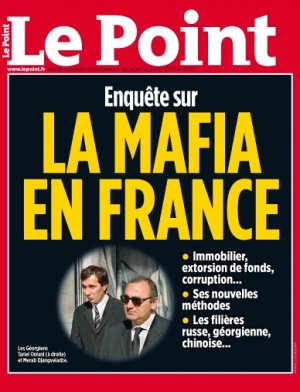 Le Point
Le Point
www.lepoint.fr
Enquête sur
LA MAFIA
EN FRANCE
● Immobilier,
extorsion de fonds,
corruption...
● Ses nouvelles
méthodes
● Les filières
russe, géorgienne,
chinoise...
Les Géorgiens
Tariel Oniani (à droite)
et Merab Djangveladze.